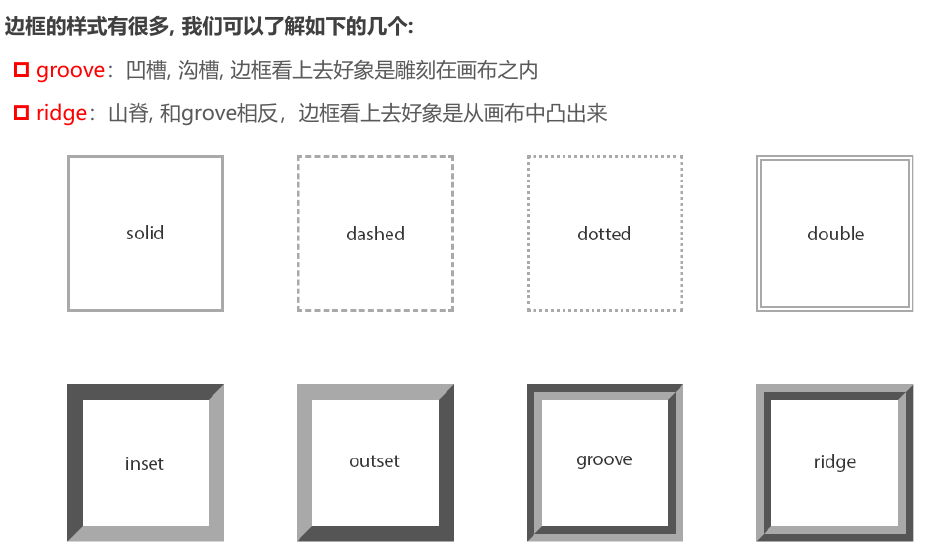 边框的样式有很多, 我们可以了解如下的几个:
groove：凹槽, 沟槽, 边框看上去好象是雕刻在画布之内
ridge：山脊, 和grove相反，边框看上去好象是从画布中凸出来
solid
dashed
dotted
double
inset
outset
groove
ridge